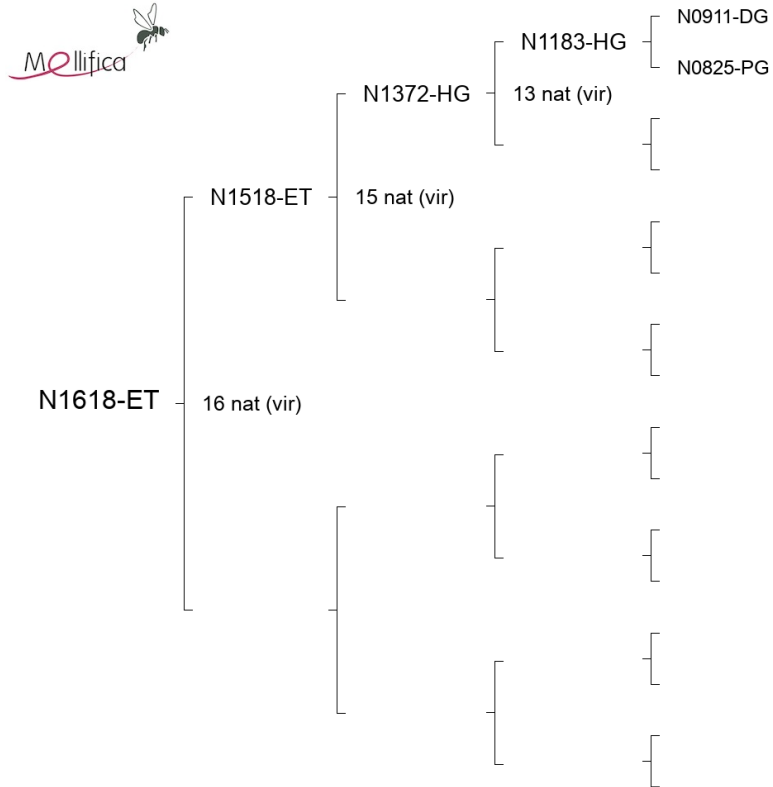 Mellifica
N0911-DG
N1183-HG
N0825-PG
N1372-HG
13 nat (vir)
N1518-ET
15 nat (vir)
N1618-ET
16 nat (vir)